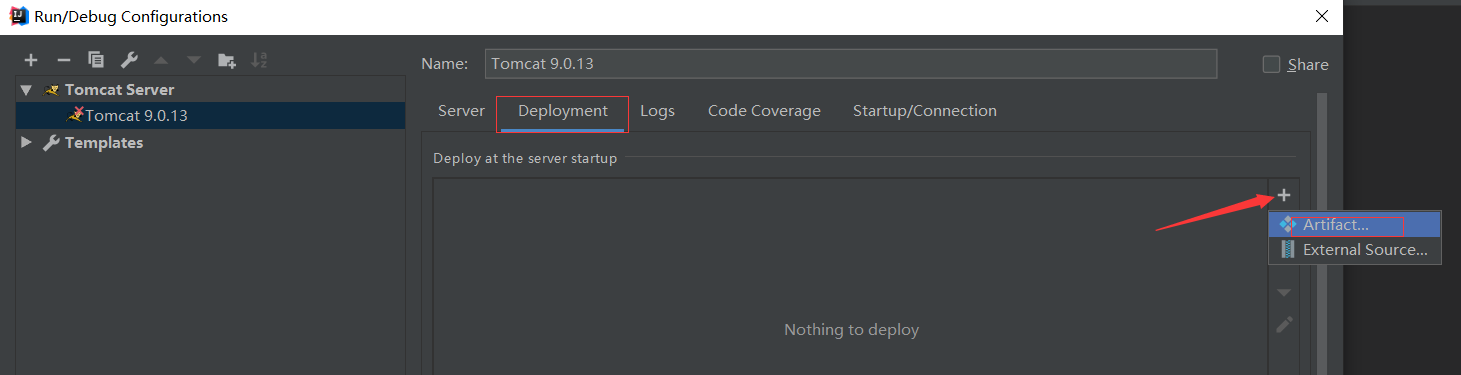 Run/Debug Configurations
Name: Tomcat 9.0.13 Share
Tomcat Server
Tomcat 9.0.13
Templates
Server Deployment Logs Code Coverage Startup/Connection
Deploy at the server startup
Artifact...
External Source...
Nothing to deploy